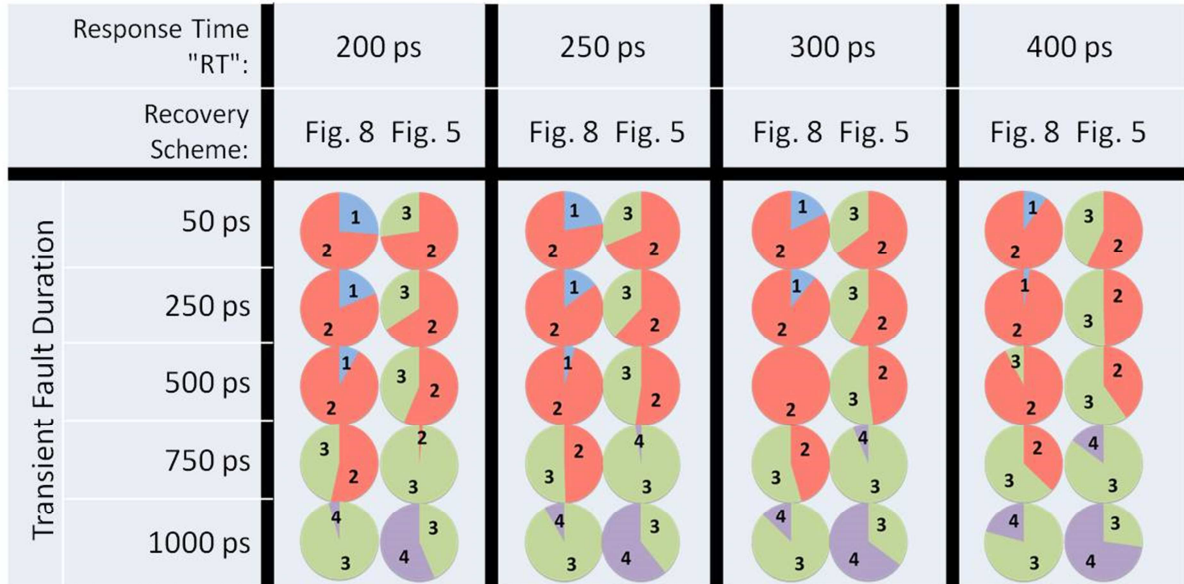 Response Time "RT":
200 ps 250 ps 300 ps 400 ps
Recovery Scheme:
Fig. 8 Fig. 5 Fig. 8 Fig. 5 Fig. 8 Fig. 5 Fig. 8 Fig. 5
Transient Fault Duration
50 ps
1 2 3 2 1 2 3 2 1 2 3 2 1 2 3 2
250 ps
1 2 3 2 1 2 3 2 1 2 3 2 1 2 2 3
500 ps
1 2 3 2 1 2 3 2 2 2 3 3 2 2 3
750 ps
3 2 2 3 2 3 4 3 2 3 4 3 2 3 4 3
1000 ps
4 3 3 4 4 3 3 4 4 3 3 4 4 3 3 4